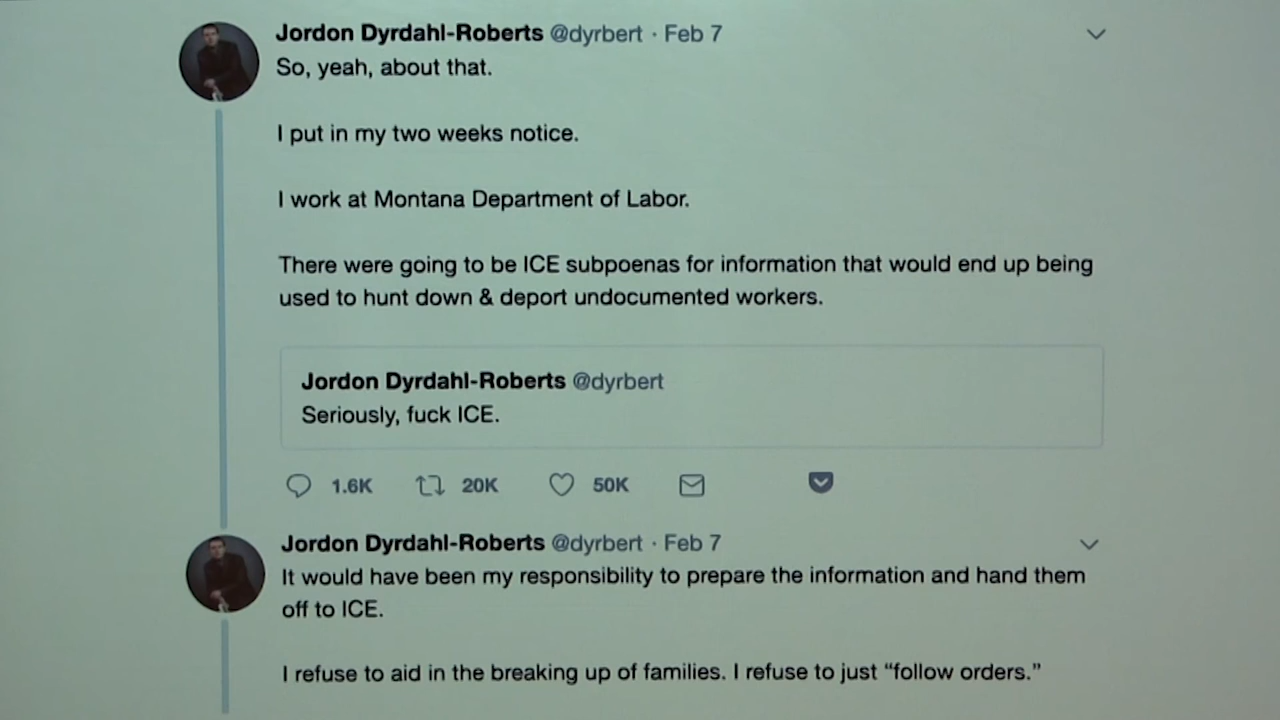 Jordon Dyrdahl-Roberts @dyrbert · Feb 7
So, yeah, about that.
I put in my two weeks notice.
I work at Montana Department of Labor.
There were going to be ICE subpoenas for information that would end up being
used to hunt down & deport undocumented workers.
Jordon Dyrdahl-Roberts @dyrbert
Seriously, fuck ICE.
1.6K 20K 50K
Jordon Dyrdahl-Roberts @dyrbert · Feb 7
It would have been my responsibility to prepare the information and hand them
off to ICE.
I refuse to aid in the breaking up of families. I refuse to just “follow orders.”